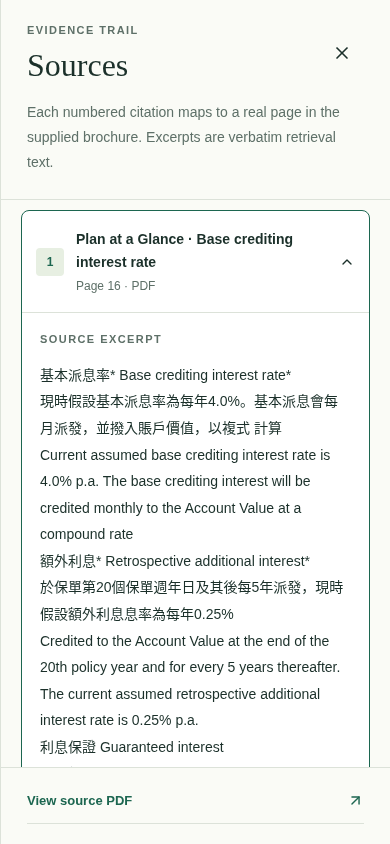 EVIDENCE TRAIL
Sources
Each numbered citation maps to a real page in the
supplied brochure. Excerpts are verbatim retrieval
text.
1
Plan at a Glance · Base crediting
interest rate
Page 16 · PDF
SOURCE EXCERPT
基本派息率* Base crediting interest rate*
現時假設基本派息率為每年4.0%。基本派息會每
月派發，並撥入賬戶價值，以複式 計算
Current assumed base crediting interest rate is
4.0% p.a. The base crediting interest will be
credited monthly to the Account Value at a
compound rate
額外利息* Retrospective additional interest*
於保單第20個保單週年日及其後每5年派發，現時
假設額外利息息率為每年0.25%
Credited to the Account Value at the end of the
20th policy year and for every 5 years thereafter.
The current assumed retrospective additional
interest rate is 0.25% p.a.
利息保證 Guaranteed interest
View source PDF